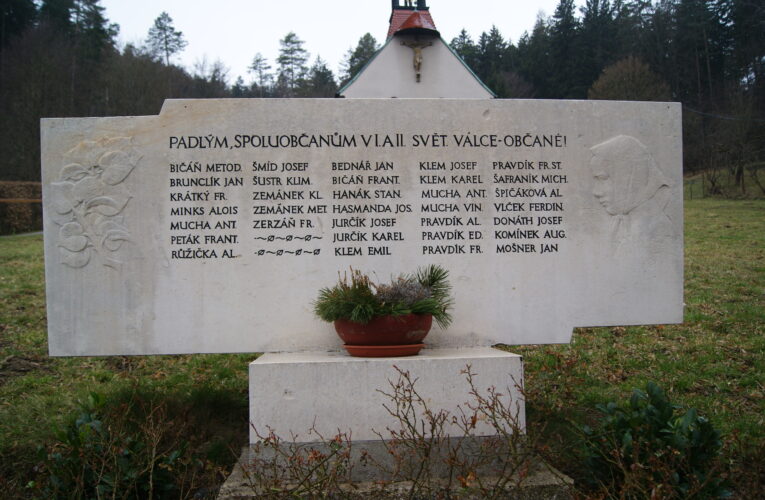 PADLÝM, SPOLUOBČANŮM V I. A II. SVĚT. VÁLCE-OBČANÉ!
BIČÁŇ METOD. ŠMÍD JOSEF BEDNÁŘ JAN KLEM JOSEF PRAVDÍK FR. ST.
BRUNCLÍK JAN ŠUSTR KLIM. BIČÁŇ FRANT. KLEM KAREL ŠAFRANÍK MICH.
KRÁTKÝ FR. ZEMÁNEK KL. HANÁK STAN. MUCHA ANT. ŠPIČÁKOVÁ AL.
MINKS ALOIS ZEMÁNEK MET. HASMANDA JOS. MUCHA VIN. VLČEK FERDIN.
MUCHA ANT. ZERZÁŇ FR. JURČÍK JOSEF PRAVDÍK AL. DONÁTH JOSEF
PETÁK FRANT. JURČÍK KAREL PRAVDÍK ED. KOMÍNEK AUG.
RŮŽIČKA AL. KLEM EMIL PRAVDÍK FR. MOŠNER JAN